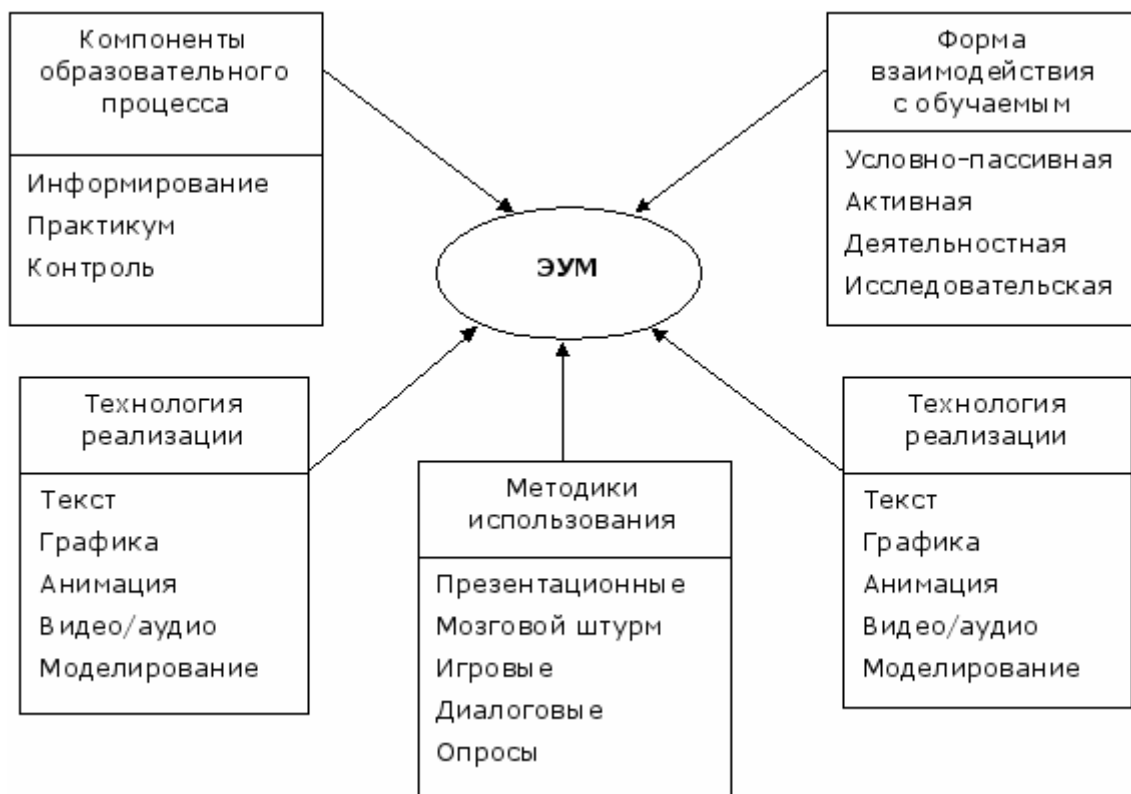 Компоненты
образовательного
процесса
Информирование
Практикум
Контроль
Форма
взаимодействия
с обучаемым
Условно-пассивная
Активная
Деятельностная
Исследовательская
ЭУМ
Технология
реализации
Текст
Графика
Анимация
Видео/аудио
Моделирование
Методики
использования
Презентационные
Мозговой штурм
Игровые
Диалоговые
Опросы
Технология
реализации
Текст
Графика
Анимация
Видео/аудио
Моделирование